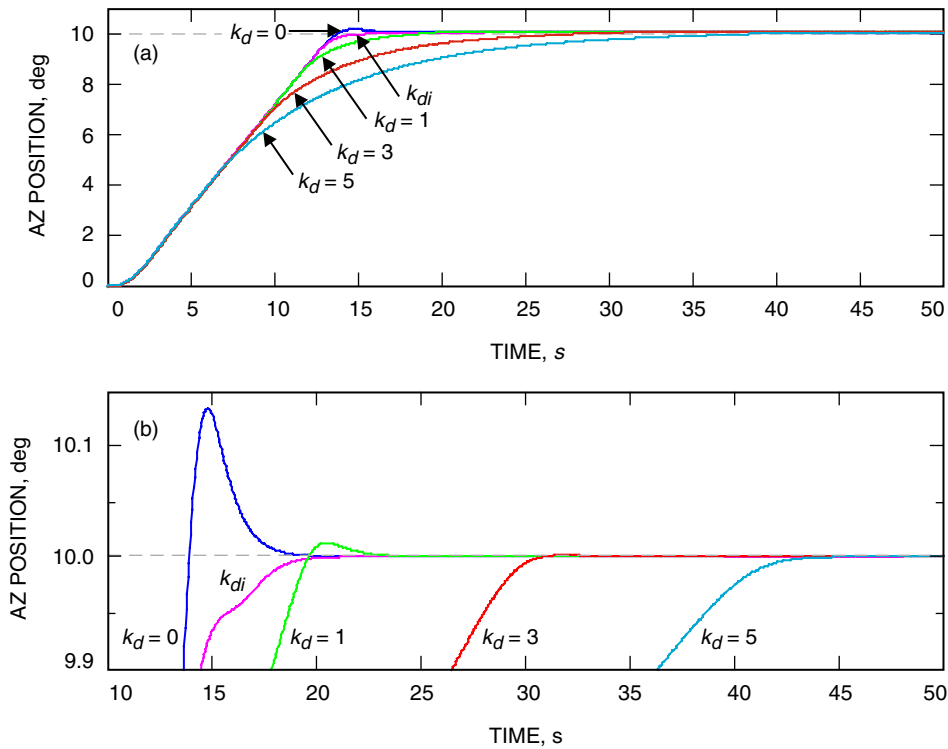 (a)
k_d = 0
k_di
k_d = 1
k_d = 3
k_d = 5
AZ POSITION, deg
10
8
6
4
2
0
0 5 10 15 20 25 30 35 40 45 50
TIME, s
(b)
AZ POSITION, deg
10.1
10.0
9.9
k_di
k_d = 0 k_d = 1 k_d = 3 k_d = 5
10 15 20 25 30 35 40 45 50
TIME, s